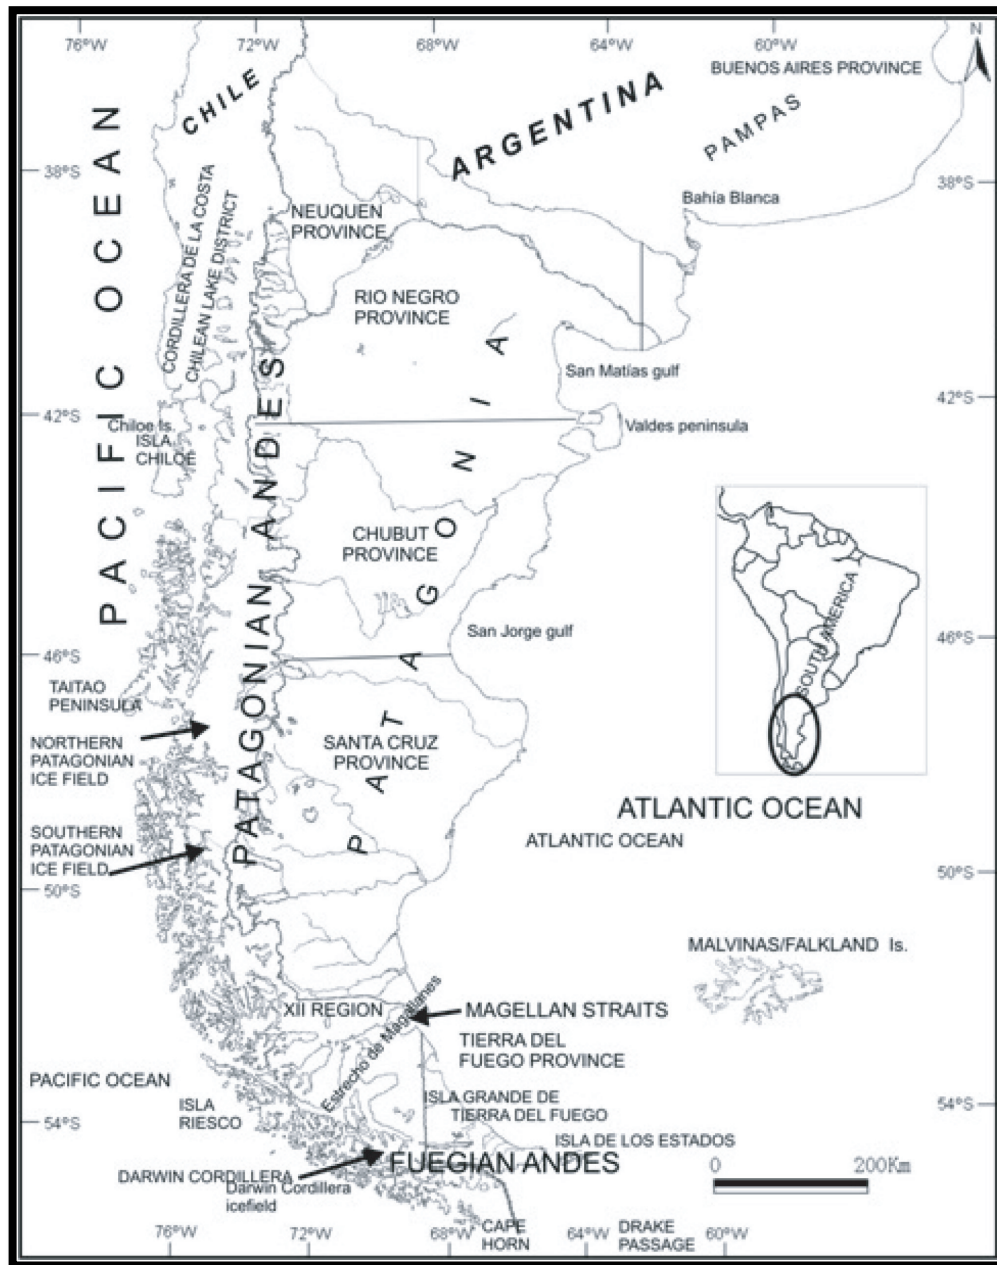 76°W 72°W 68°W 64°W 60°W
N
BUENOS AIRES PROVINCE
CHILE
ARGENTINA
PAMPAS
PACIFIC OCEAN
38°S 38°S
Bahía Blanca
CORDILLERA DE LA COSTA
CHILEAN LAKE DISTRICT
NEUQUEN
PROVINCE
RIO NEGRO
PROVINCE
San Matías gulf
PATAGONIAN ANDES
PATAGONIA
42°S 42°S
Chiloe Is.
ISLA
CHILOE
Valdes peninsula
CHUBUT
PROVINCE
SOUTH AMERICA
San Jorge gulf
46°S 46°S
TAITAO
PENINSULA
NORTHERN
PATAGONIAN
ICE FIELD
SANTA CRUZ
PROVINCE
ATLANTIC OCEAN
ATLANTIC OCEAN
SOUTHERN
PATAGONIAN
ICE FIELD
50°S 50°S
MALVINAS/FALKLAND Is.
XII REGION
Estrecho de Magallanes
MAGELLAN STRAITS
TIERRA DEL
FUEGO PROVINCE
PACIFIC OCEAN
ISLA
RIESCO
ISLA GRANDE DE
TIERRA DEL FUEGO
54°S 54°S
ISLA DE LOS ESTADOS
FUEGIAN ANDES
DARWIN CORDILLERA
Darwin Cordillera
icefield
0 200Km
CAPE
HORN
DRAKE
PASSAGE
76°W 72°W 68°W 64°W 60°W